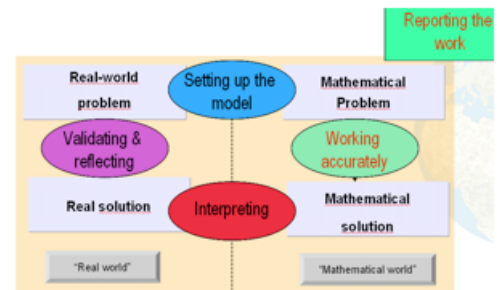 Reporting the
work
Real-world
problem
Setting up the
model
Mathematical
Problem
Validating &
reflecting
Working
accurately
Real solution
Interpreting
Mathematical
solution
"Real world"
"Mathematical world"